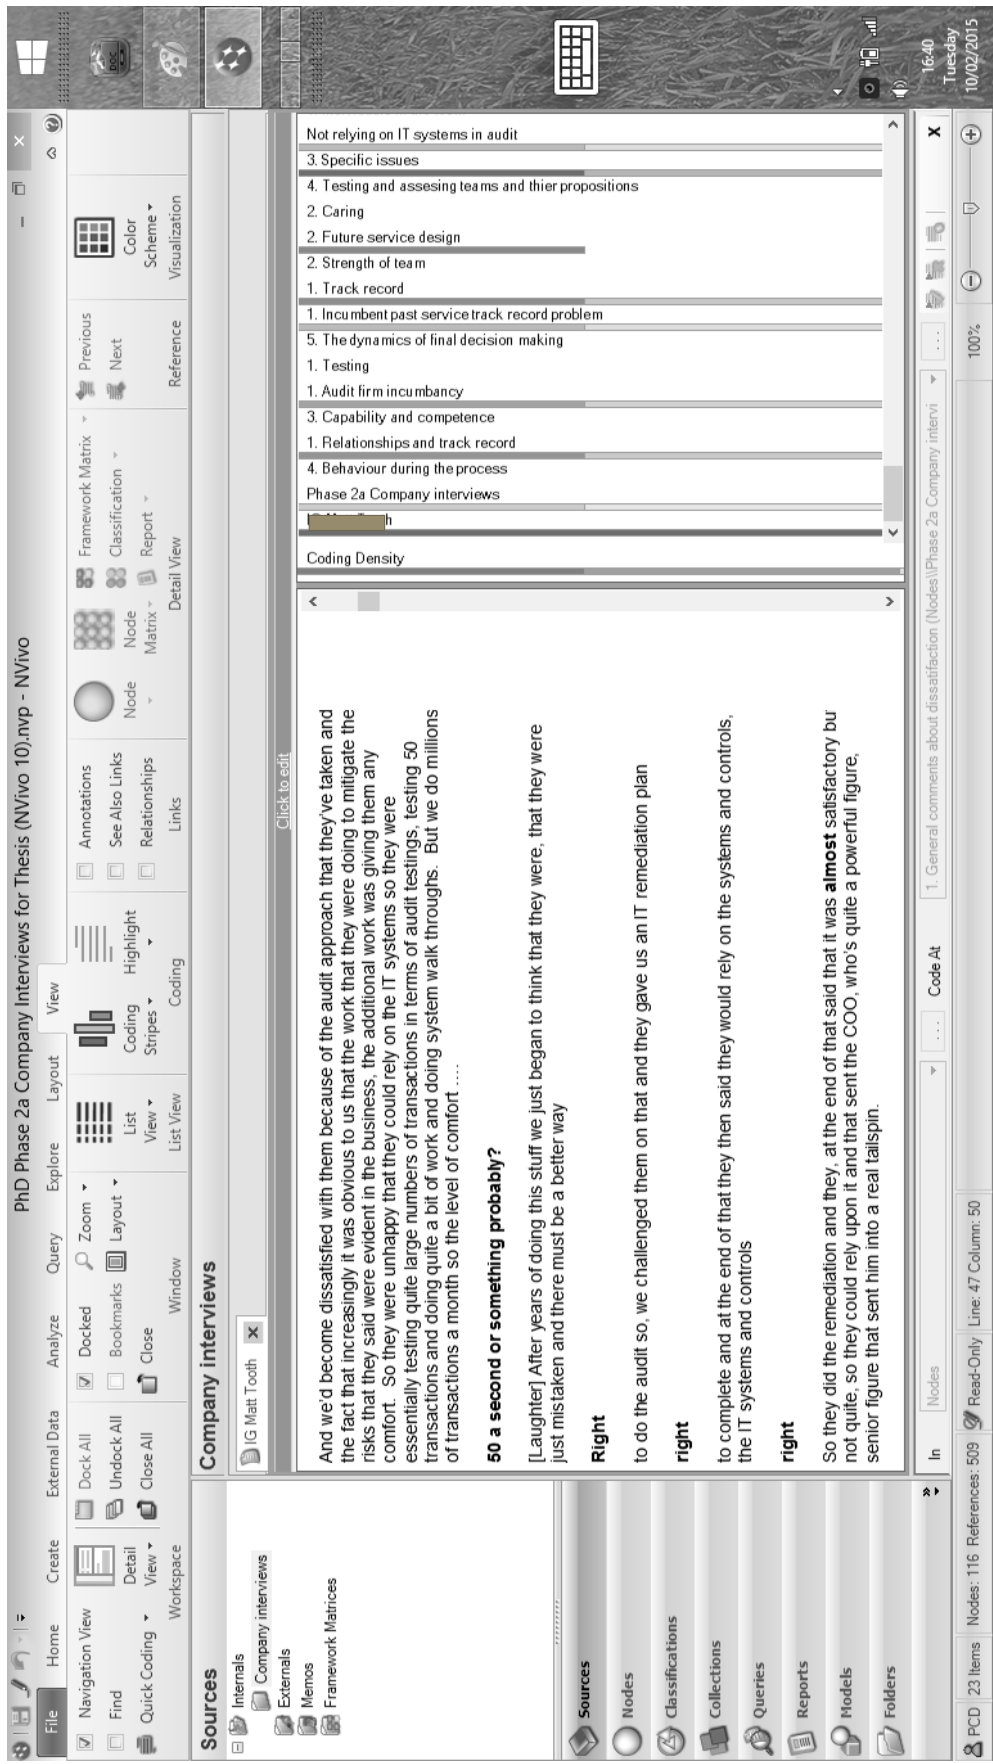 PhD Phase 2a Company Interviews for Thesis (NVivo 10).nvp - NVivo
File Home Create External Data Analyze Query Explore Layout View
Navigation View
Find
Quick Coding
Detail
View
Workspace
Dock All
Undock All
Close All
Docked
Bookmarks
Close
Zoom
Layout
Window
List
View
List View
Coding
Stripes
Highlight
Coding
Annotations
See Also Links
Relationships
Links
Node
Node
Matrix
Framework Matrix
Classification
Report
Detail View
Previous
Next
Reference
Color
Scheme
Visualization
Sources
Internals
Company interviews
Externals
Memos
Framework Matrices
Sources
Nodes
Classifications
Collections
Queries
Reports
Models
Folders
Company interviews
IG Matt Tooth
Click to edit
And we'd become dissatisfied with them because of the audit approach that they've taken and
the fact that increasingly it was obvious to us that the work that they were doing to mitigate the
risks that they said were evident in the business, the additional work was giving them any
comfort. So they were unhappy that they could rely on the IT systems so they were
essentially testing quite large numbers of transactions in terms of audit testings, testing 50
transactions and doing quite a bit of work and doing system walk throughs. But we do millions
of transactions a month so the level of comfort ....
50 a second or something probably?
[Laughter] After years of doing this stuff we just began to think that they were, that they were
just mistaken and there must be a better way
Right
to do the audit so, we challenged them on that and they gave us an IT remediation plan
right
to complete and at the end of that they then said they would rely on the systems and controls,
the IT systems and controls
right
So they did the remediation and they, at the end of that said that it was almost satisfactory bu
not quite, so they could rely upon it and that sent the COO, who's quite a powerful figure,
senior figure that sent him into a real tailspin.
Not relying on IT systems in audit
3. Specific issues
4. Testing and assesing teams and thier propositions
2. Caring
2. Future service design
2. Strength of team
1. Track record
1. Incumbent past service track record problem
5. The dynamics of final decision making
1. Testing
1. Audit firm incumbancy
3. Capability and competence
1. Relationships and track record
4. Behaviour during the process
Phase 2a Company interviews
Coding Density
In Nodes ... Code At 1. General comments about dissatifaction (Nodes\\Phase 2a Company intervi ...
PCD 23 Items Nodes: 116 References: 509 Read-Only Line: 47 Column: 50 100%
DOC
16:40
Tuesday
10/02/2015